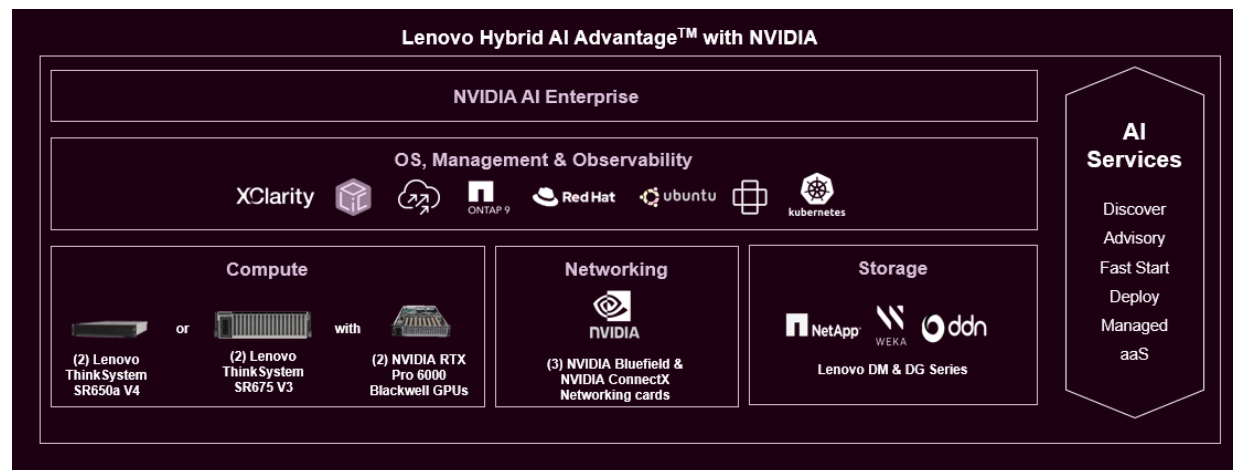 Lenovo Hybrid AI Advantage™ with NVIDIA
NVIDIA AI Enterprise
OS, Management & Observability
XClarity
LiCO
ONTAP 9
Red Hat
ubuntu
kubernetes
Compute
or
with
(2) Lenovo
ThinkSystem
SR650a V4
(2) Lenovo
ThinkSystem
SR675 V3
(2) NVIDIA RTX
Pro 6000
Blackwell GPUs
Networking
NVIDIA
(3) NVIDIA Bluefield &
NVIDIA ConnectX
Networking cards
Storage
NetApp
WEKA
ddn
Lenovo DM & DG Series
AI
Services
Discover
Advisory
Fast Start
Deploy
Managed
aaS